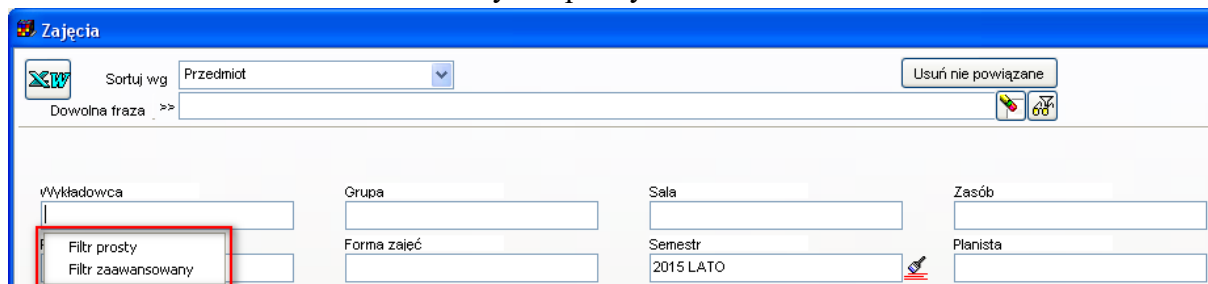 Zajęcia
XW Sortuj wg Przedmiot Usuń nie powiązane
Dowolna fraza >>
Wykładowca Grupa Sala Zasób
Filtr prosty Forma zajęć Semestr Planista
Filtr zaawansowany 2015 LATO